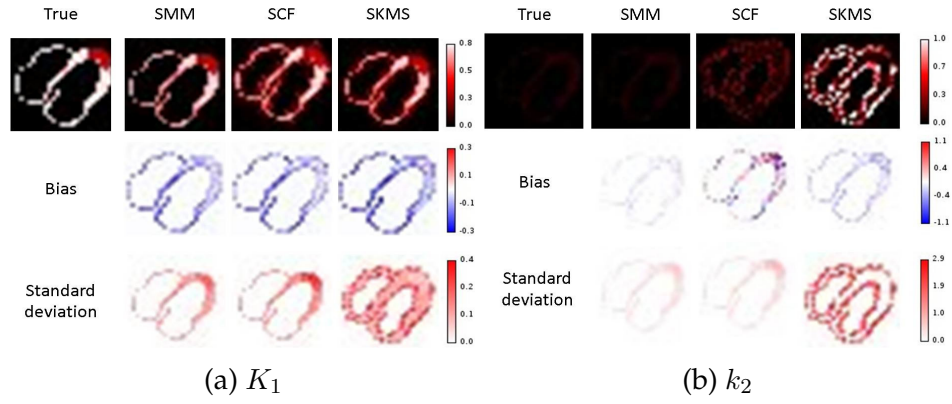 True SMM SCF SKMS
0.8
0.5
0.3
0.0
Bias
0.3
0.1
-0.1
-0.3
Standard
deviation
0.4
0.2
0.1
0.0
(a) K₁
True SMM SCF SKMS
1.0
0.7
0.3
0.0
Bias
1.1
0.4
-0.4
-1.1
Standard
deviation
2.9
1.9
1.0
0.0
(b) k₂